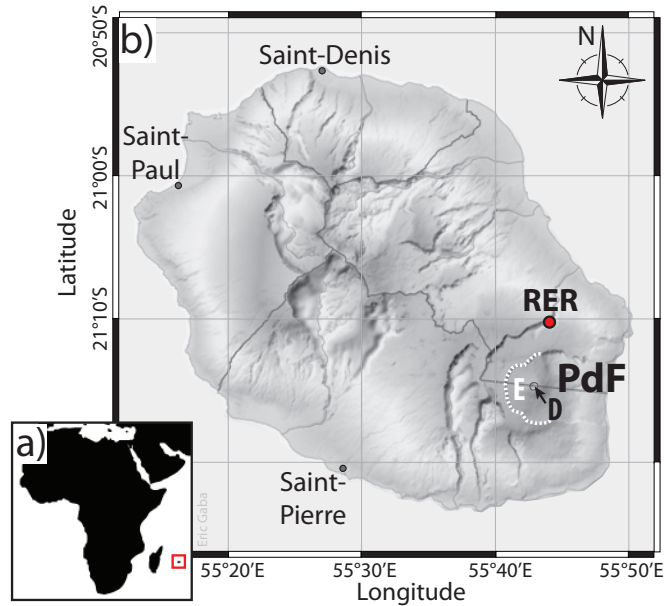 b)
N
20°50'S
Saint-Denis
Saint-
Paul
21°00'S
Latitude
21°10'S
RER
PdF
E
D
a)
Saint-
Pierre
Eric Gaba
55°20'E
55°30'E
55°40'E
55°50'E
Longitude